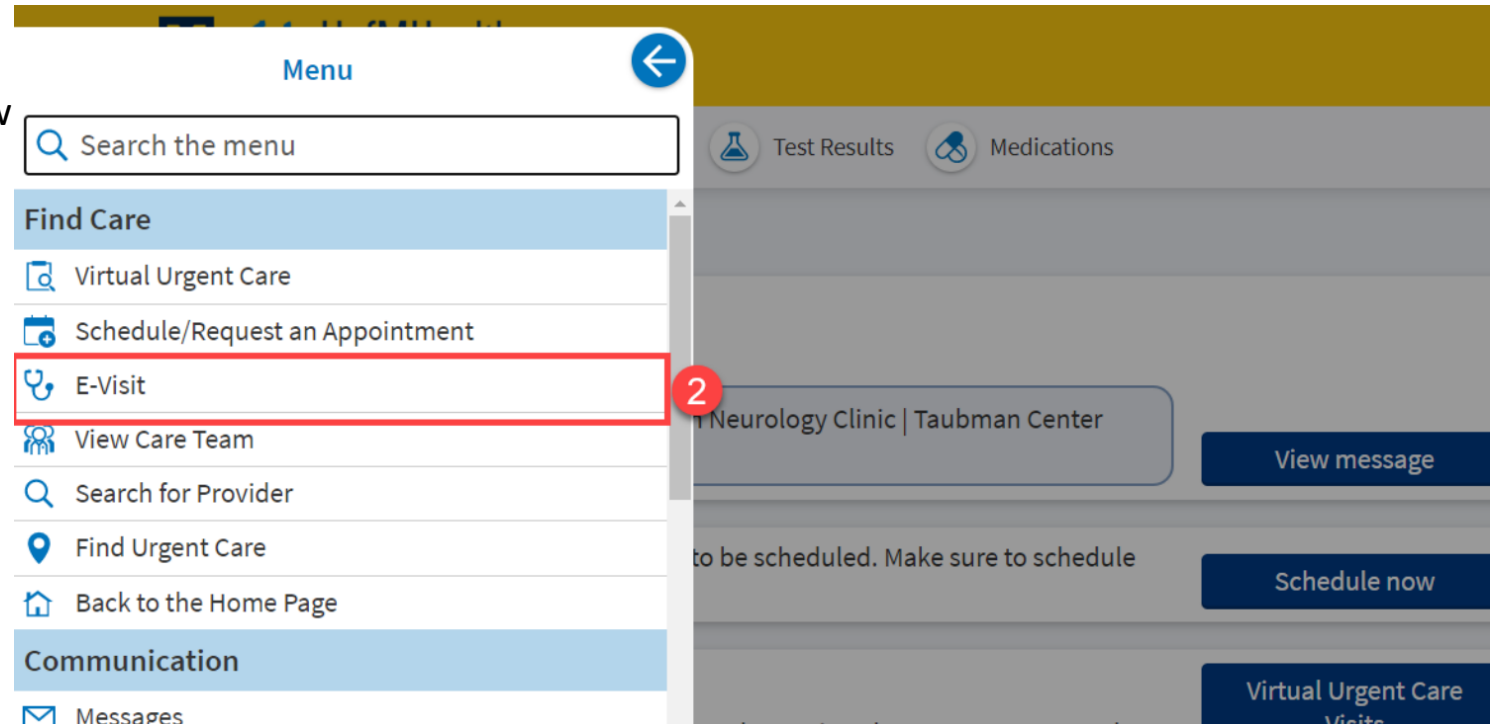 Menu
Search the menu
Test Results
Medications
Find Care
Virtual Urgent Care
Schedule/Request an Appointment
E-Visit
2
View Care Team
Search for Provider
Find Urgent Care
Back to the Home Page
Communication
Messages
Neurology Clinic | Taubman Center
View message
to be scheduled. Make sure to schedule
Schedule now
Virtual Urgent Care
Visits